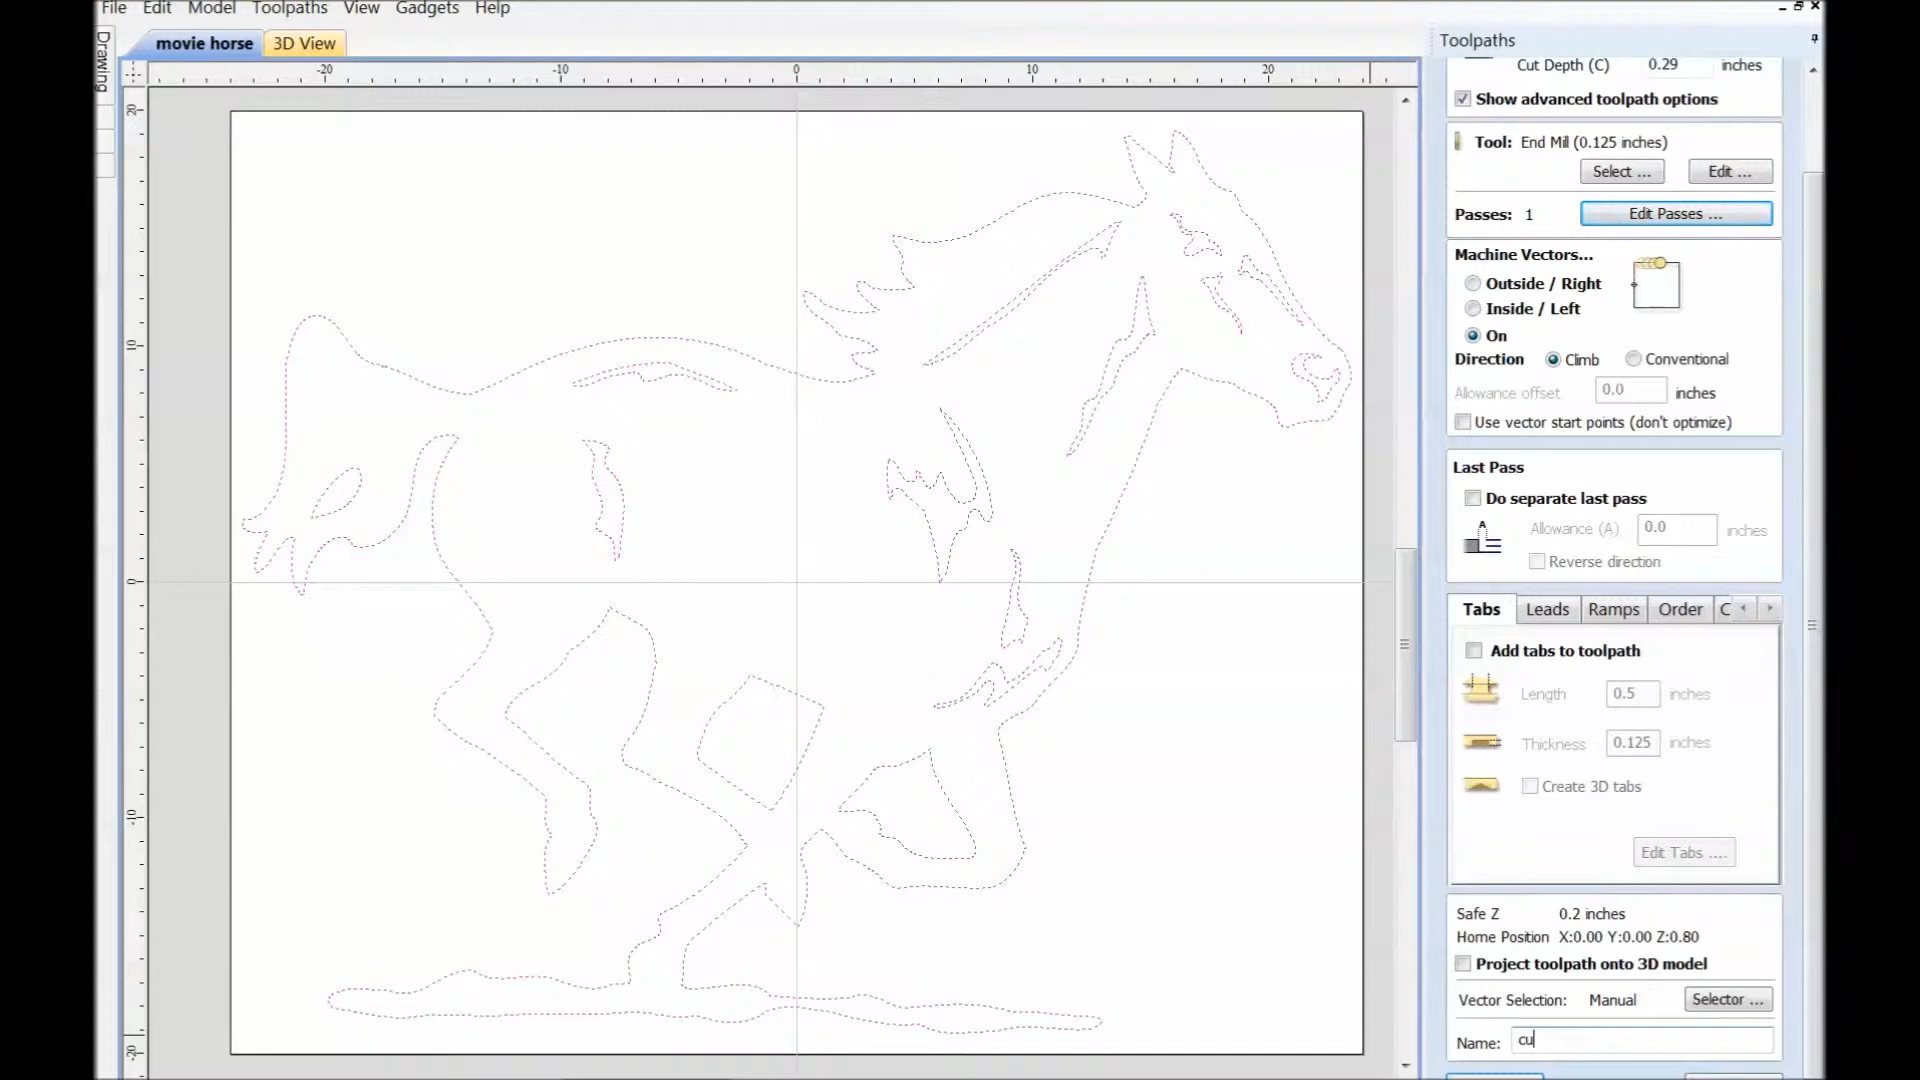 File Edit Model Toolpaths View Gadgets Help
Drawing
movie horse 3D View
-20 -10 0 10 20
20
10
0
-10
-20
Toolpaths
Cut Depth (C) 0.29 inches
Show advanced toolpath options
Tool: End Mill (0.125 inches)
Select ... Edit ...
Passes: 1 Edit Passes ...
Machine Vectors...
Outside / Right
Inside / Left
On
Direction Climb Conventional
Allowance offset 0.0 inches
Use vector start points (don't optimize)
Last Pass
Do separate last pass
A
Allowance (A) 0.0 inches
Reverse direction
Tabs Leads Ramps Order C
Add tabs to toolpath
Length 0.5 inches
Thickness 0.125 inches
Create 3D tabs
Edit Tabs ....
Safe Z 0.2 inches
Home Position X:0.00 Y:0.00 Z:0.80
Project toolpath onto 3D model
Vector Selection: Manual Selector ...
Name: cu